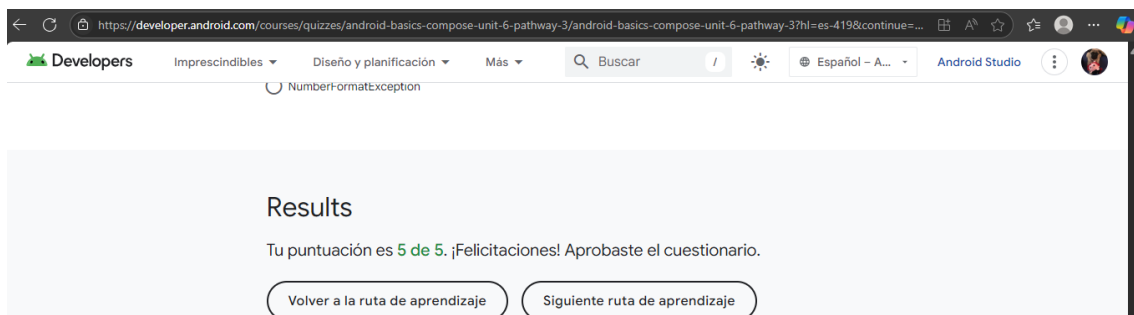 https://developer.android.com/courses/quizzes/android-basics-compose-unit-6-pathway-3/android-basics-compose-unit-6-pathway-3?hl=es-419&continue=...
Developers Imprescindibles Diseño y planificación Más Buscar / Español – A... Android Studio
NumberFormatException
Results
Tu puntuación es 5 de 5. ¡Felicitaciones! Aprobaste el cuestionario.
Volver a la ruta de aprendizaje Siguiente ruta de aprendizaje